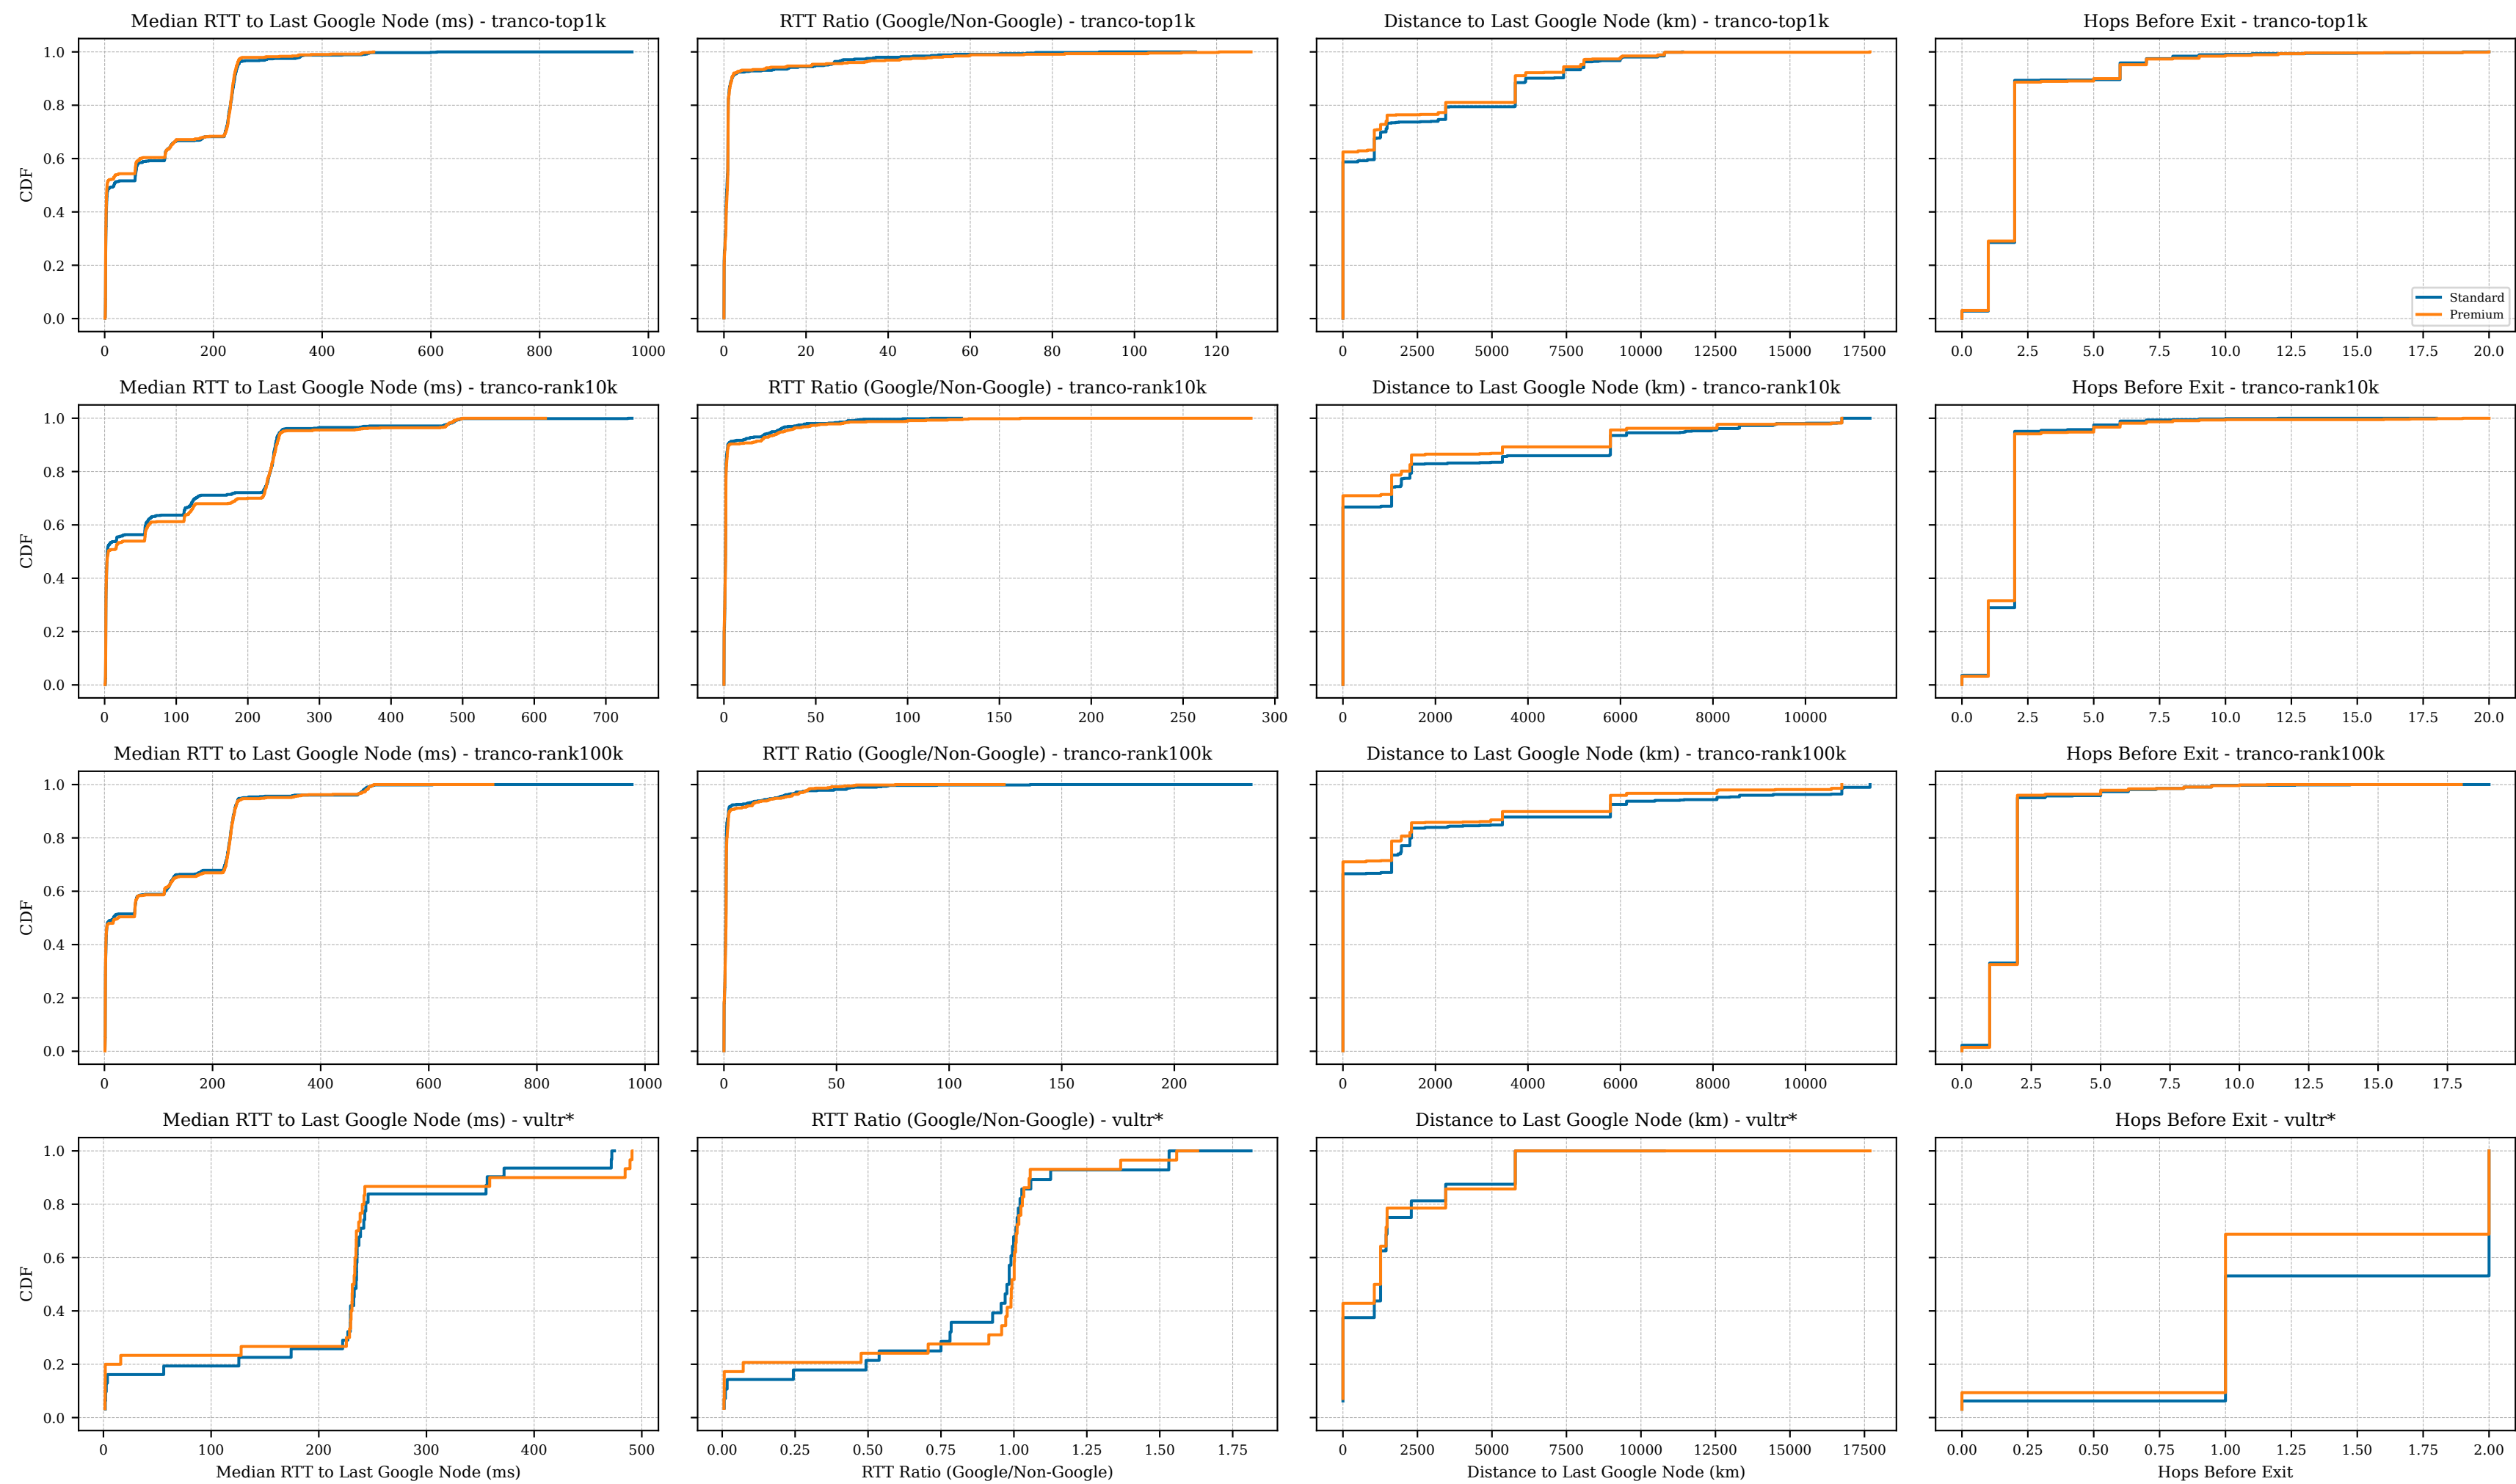 Median RTT to Last Google Node (ms) - tranco-top1k
RTT Ratio (Google/Non-Google) - tranco-top1k
Distance to Last Google Node (km) - tranco-top1k
Hops Before Exit - tranco-top1k
CDF
1.0
0.8
0.6
0.4
0.2
0.0
Standard
Premium
0 200 400 600 800 1000
0 20 40 60 80 100 120
0 2500 5000 7500 10000 12500 15000 17500
0.0 2.5 5.0 7.5 10.0 12.5 15.0 17.5 20.0
Median RTT to Last Google Node (ms) - tranco-rank10k
RTT Ratio (Google/Non-Google) - tranco-rank10k
Distance to Last Google Node (km) - tranco-rank10k
Hops Before Exit - tranco-rank10k
CDF
1.0
0.8
0.6
0.4
0.2
0.0
0 100 200 300 400 500 600 700
0 50 100 150 200 250 300
0 2000 4000 6000 8000 10000
0.0 2.5 5.0 7.5 10.0 12.5 15.0 17.5 20.0
Median RTT to Last Google Node (ms) - tranco-rank100k
RTT Ratio (Google/Non-Google) - tranco-rank100k
Distance to Last Google Node (km) - tranco-rank100k
Hops Before Exit - tranco-rank100k
CDF
1.0
0.8
0.6
0.4
0.2
0.0
0 200 400 600 800 1000
0 50 100 150 200
0 2000 4000 6000 8000 10000
0.0 2.5 5.0 7.5 10.0 12.5 15.0 17.5
Median RTT to Last Google Node (ms) - vultr*
RTT Ratio (Google/Non-Google) - vultr*
Distance to Last Google Node (km) - vultr*
Hops Before Exit - vultr*
CDF
1.0
0.8
0.6
0.4
0.2
0.0
0 100 200 300 400 500
0.00 0.25 0.50 0.75 1.00 1.25 1.50 1.75
0 2500 5000 7500 10000 12500 15000 17500
0.00 0.25 0.50 0.75 1.00 1.25 1.50 1.75 2.00
Median RTT to Last Google Node (ms)
RTT Ratio (Google/Non-Google)
Distance to Last Google Node (km)
Hops Before Exit